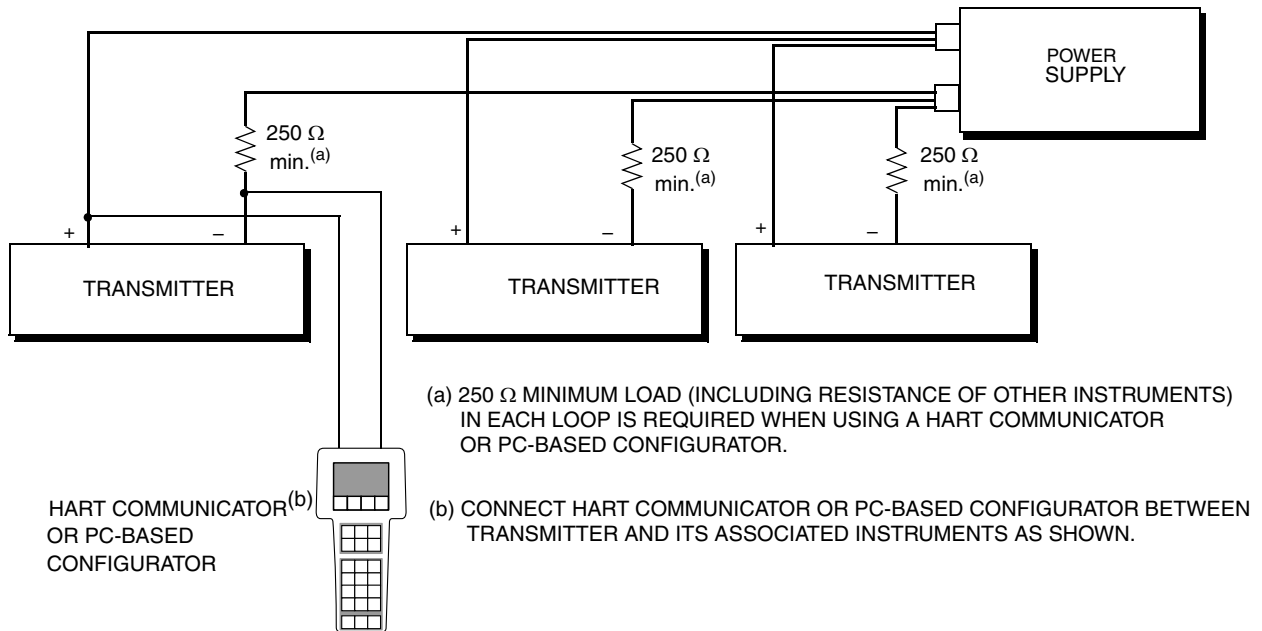 POWER
SUPPLY
250 Ω
min.(a)
250 Ω
min.(a)
250 Ω
min.(a)
+
–
+
–
+
–
TRANSMITTER
TRANSMITTER
TRANSMITTER
(a) 250 Ω MINIMUM LOAD (INCLUDING RESISTANCE OF OTHER INSTRUMENTS)
IN EACH LOOP IS REQUIRED WHEN USING A HART COMMUNICATOR
OR PC-BASED CONFIGURATOR.
HART COMMUNICATOR(b)
OR PC-BASED
CONFIGURATOR
(b) CONNECT HART COMMUNICATOR OR PC-BASED CONFIGURATOR BETWEEN
TRANSMITTER AND ITS ASSOCIATED INSTRUMENTS AS SHOWN.